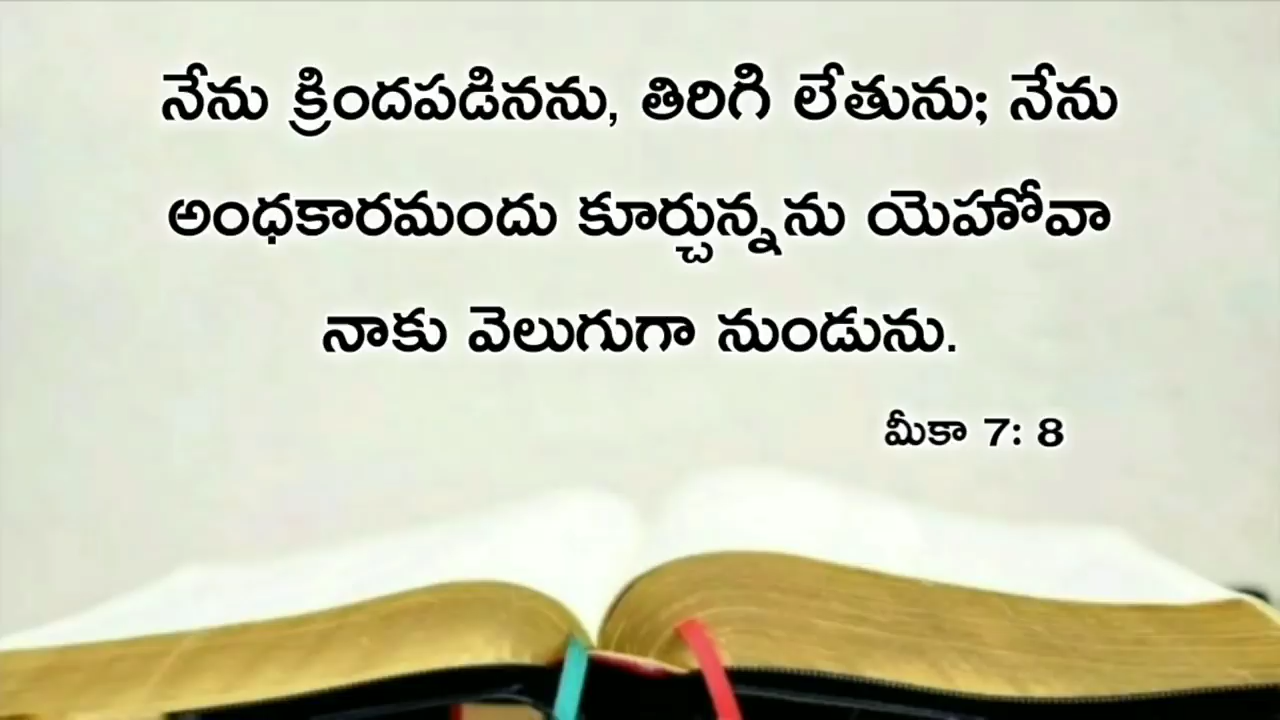 నేను క్రిందపడినను, తిరిగి లేతును; నేను
అంధకారమందు కూర్చున్నను యెహోవా
నాకు వెలుగుగా నుండును.
మీకా 7: 8